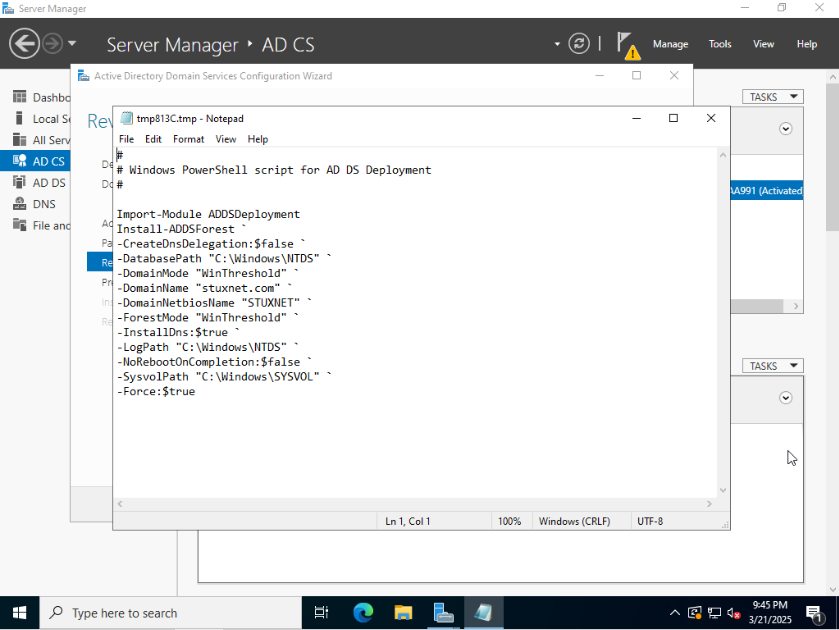 Server Manager
Server Manager ‣ AD CS
Manage
Tools
View
Help
Active Directory Domain Services Configuration Wizard
Dashbo
Local Se
All Serv
AD CS
AD DS
DNS
File and
Rev
De
Do
Ad
Pa
Re
Pr
Ins
Re
TASKS
AA991 (Activated)
TASKS
tmp813C.tmp - Notepad
File Edit Format View Help
#
# Windows PowerShell script for AD DS Deployment
#
Import-Module ADDSDeployment
Install-ADDSForest `
-CreateDnsDelegation:$false `
-DatabasePath "C:\Windows\NTDS" `
-DomainMode "WinThreshold" `
-DomainName "stuxnet.com" `
-DomainNetbiosName "STUXNET" `
-ForestMode "WinThreshold" `
-InstallDns:$true `
-LogPath "C:\Windows\NTDS" `
-NoRebootOnCompletion:$false `
-SysvolPath "C:\Windows\SYSVOL" `
-Force:$true
Ln 1, Col 1
100%
Windows (CRLF)
UTF-8
Type here to search
9:45 PM
3/21/2025
1